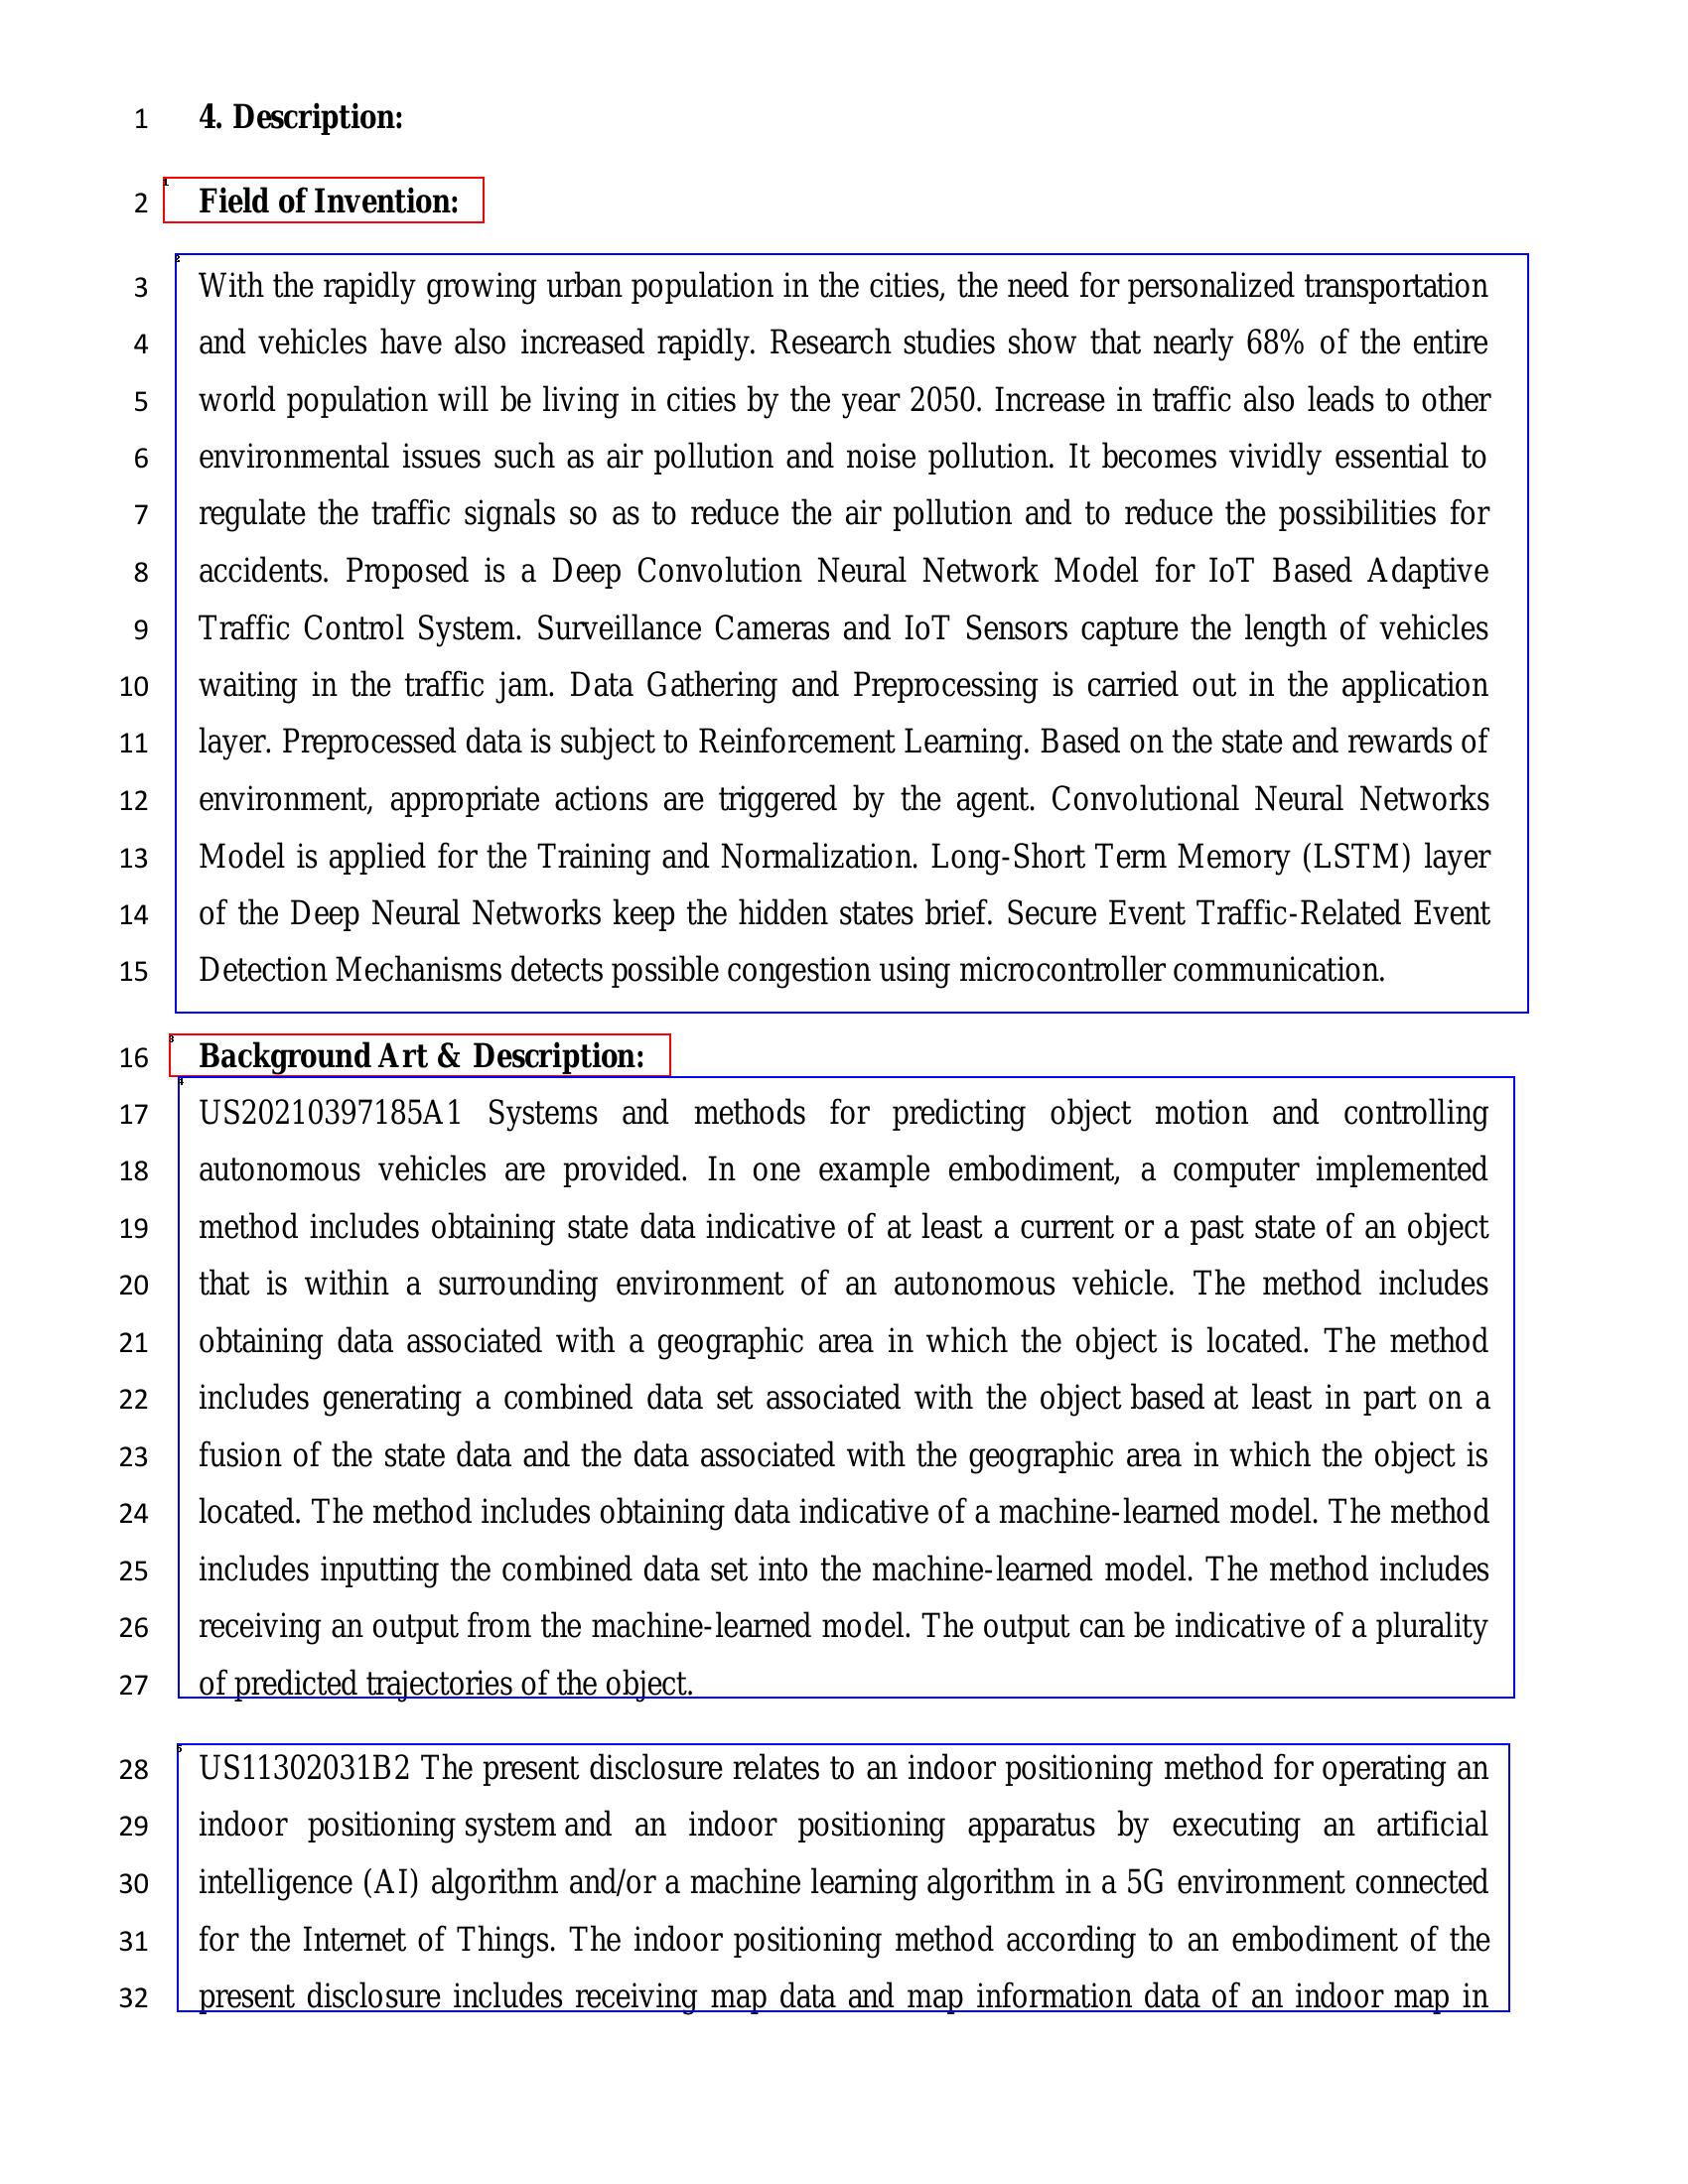 1 4. Description:
2 Field of Invention:
3 With the rapidly growing urban population in the cities, the need for personalized transportation
4 and vehicles have also increased rapidly. Research studies show that nearly 68% of the entire
5 world population will be living in cities by the year 2050. Increase in traffic also leads to other
6 environmental issues such as air pollution and noise pollution. It becomes vividly essential to
7 regulate the traffic signals so as to reduce the air pollution and to reduce the possibilities for
8 accidents. Proposed is a Deep Convolution Neural Network Model for IoT Based Adaptive
9 Traffic Control System. Surveillance Cameras and IoT Sensors capture the length of vehicles
10 waiting in the traffic jam. Data Gathering and Preprocessing is carried out in the application
11 layer. Preprocessed data is subject to Reinforcement Learning. Based on the state and rewards of
12 environment, appropriate actions are triggered by the agent. Convolutional Neural Networks
13 Model is applied for the Training and Normalization. Long-Short Term Memory (LSTM) layer
14 of the Deep Neural Networks keep the hidden states brief. Secure Event Traffic-Related Event
15 Detection Mechanisms detects possible congestion using microcontroller communication.
16 Background Art & Description:
17 US20210397185A1 Systems and methods for predicting object motion and controlling
18 autonomous vehicles are provided. In one example embodiment, a computer implemented
19 method includes obtaining state data indicative of at least a current or a past state of an object
20 that is within a surrounding environment of an autonomous vehicle. The method includes
21 obtaining data associated with a geographic area in which the object is located. The method
22 includes generating a combined data set associated with the object based at least in part on a
23 fusion of the state data and the data associated with the geographic area in which the object is
24 located. The method includes obtaining data indicative of a machine-learned model. The method
25 includes inputting the combined data set into the machine-learned model. The method includes
26 receiving an output from the machine-learned model. The output can be indicative of a plurality
27 of predicted trajectories of the object.
28 US11302031B2 The present disclosure relates to an indoor positioning method for operating an
29 indoor positioning system and an indoor positioning apparatus by executing an artificial
30 intelligence (AI) algorithm and/or a machine learning algorithm in a 5G environment connected
31 for the Internet of Things. The indoor positioning method according to an embodiment of the
32 present disclosure includes receiving map data and map information data of an indoor map in